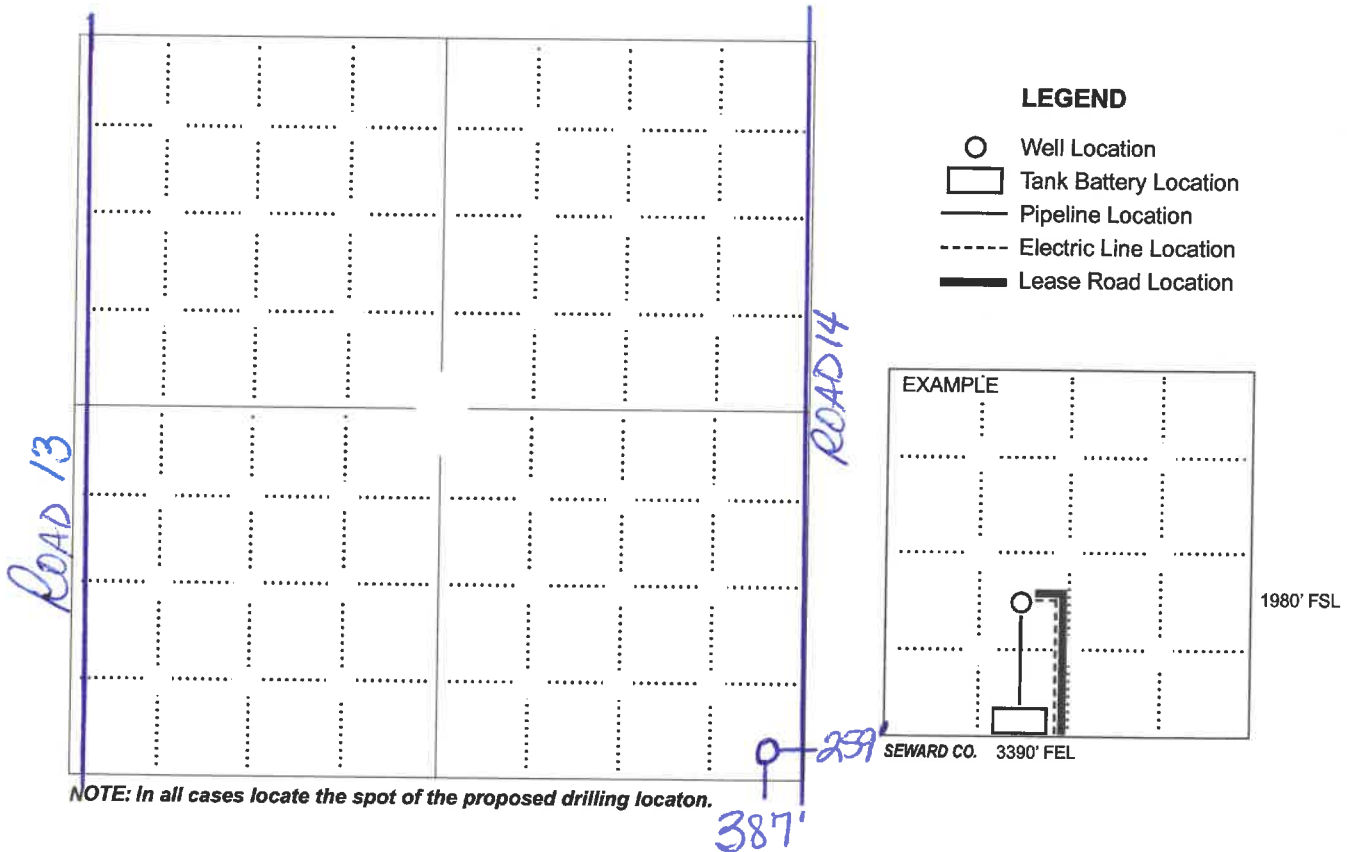 LEGEND
Well Location
Tank Battery Location
Pipeline Location
Electric Line Location
Lease Road Location
ROAD 14
ROAD 13
EXAMPLE
1980' FSL
SEWARD CO. 3390' FEL
259'
NOTE: In all cases locate the spot of the proposed drilling locaton.
387'